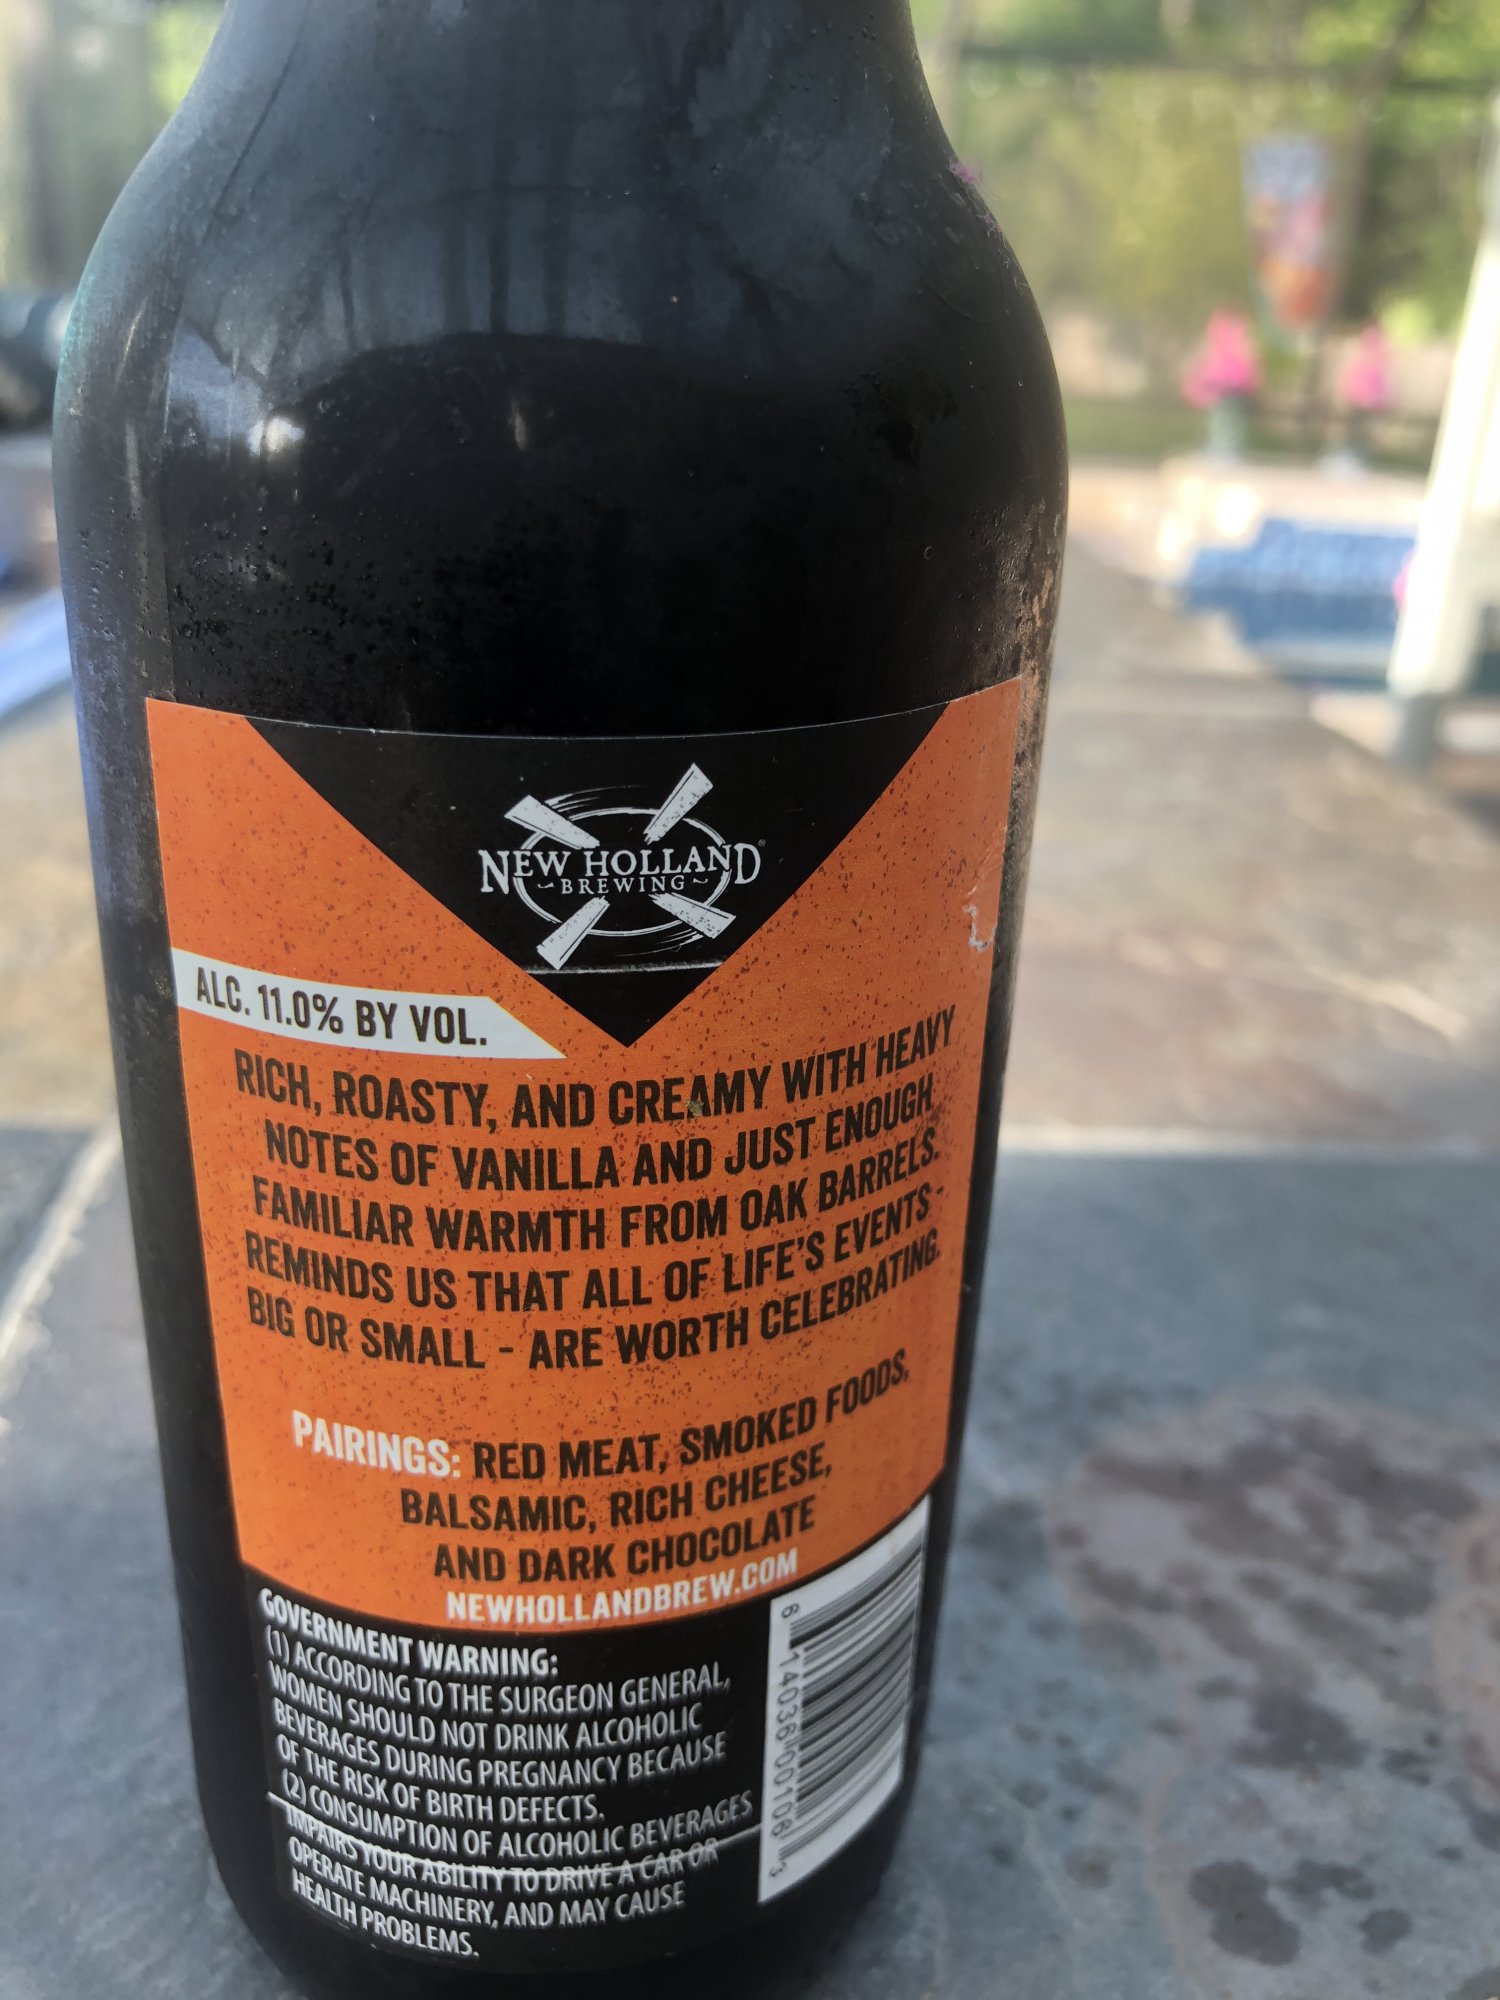 NEW HOLLAND®
~BREWING~
ALC. 11.0% BY VOL.
RICH, ROASTY, AND CREAMY WITH HEAVY
NOTES OF VANILLA AND JUST ENOUGH
FAMILIAR WARMTH FROM OAK BARRELS.
REMINDS US THAT ALL OF LIFE'S EVENTS -
BIG OR SMALL - ARE WORTH CELEBRATING.
PAIRINGS: RED MEAT, SMOKED FOODS,
BALSAMIC, RICH CHEESE,
AND DARK CHOCOLATE
NEWHOLLANDBREW.COM
GOVERNMENT WARNING:
(1) ACCORDING TO THE SURGEON GENERAL,
WOMEN SHOULD NOT DRINK ALCOHOLIC
BEVERAGES DURING PREGNANCY BECAUSE
OF THE RISK OF BIRTH DEFECTS.
(2) CONSUMPTION OF ALCOHOLIC BEVERAGES
IMPAIRS YOUR ABILITY TO DRIVE A CAR OR
OPERATE MACHINERY, AND MAY CAUSE
HEALTH PROBLEMS.
6 14036 00106 3